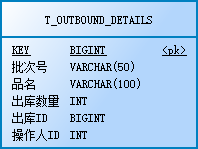 T_OUTBOUND_DETAILS
KEY BIGINT <pk>
批次号 VARCHAR(50)
品名 VARCHAR(100)
出库数量 INT
出库ID BIGINT
操作人ID INT